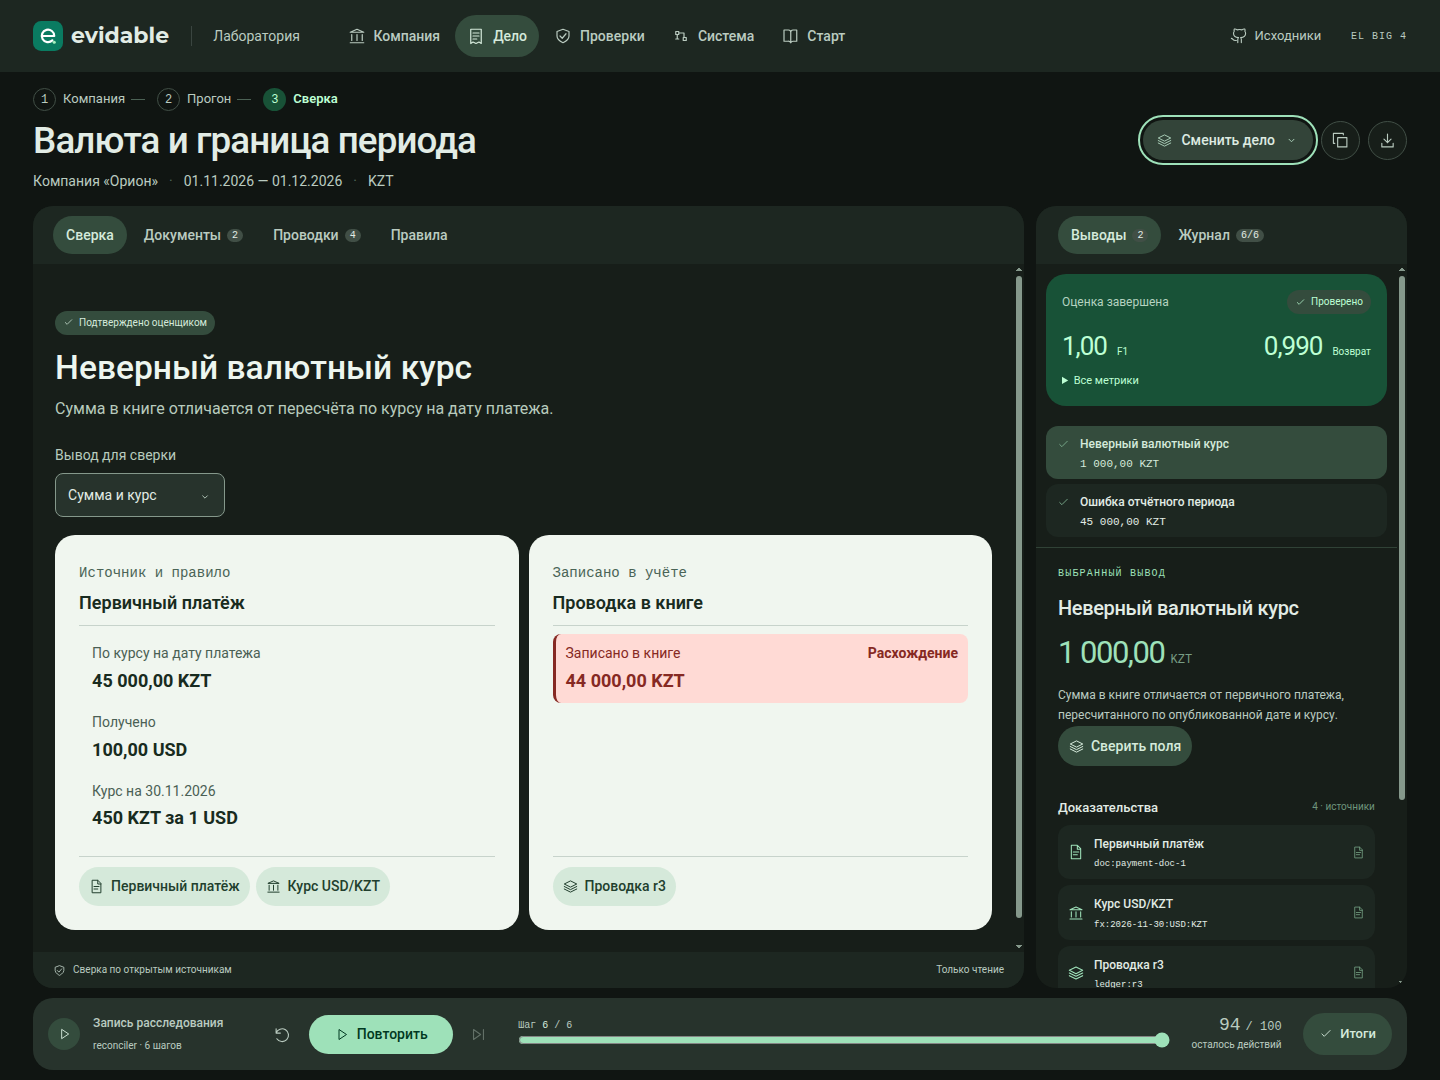 evidable
Лаборатория
Компания
Дело
Проверки
Система
Старт
Исходники
EL BIG 4
1 Компания — 2 Прогон — 3 Сверка
Валюта и граница периода
Компания «Орион» · 01.11.2026 — 01.12.2026 · KZT
Сменить дело
Сверка
Документы 2
Проводки 4
Правила
Подтверждено оценщиком
Неверный валютный курс
Сумма в книге отличается от пересчёта по курсу на дату платежа.
Вывод для сверки
Сумма и курс
Источник и правило
Первичный платёж
По курсу на дату платежа
45 000,00 KZT
Получено
100,00 USD
Курс на 30.11.2026
450 KZT за 1 USD
Первичный платёж
Курс USD/KZT
Записано в учёте
Проводка в книге
Записано в книге
Расхождение
44 000,00 KZT
Проводка r3
Сверка по открытым источникам
Только чтение
Выводы 2
Журнал 6/6
Оценка завершена
Проверено
1,00 F1
0,990 Возврат
Все метрики
Неверный валютный курс
1 000,00 KZT
Ошибка отчётного периода
45 000,00 KZT
ВЫБРАННЫЙ ВЫВОД
Неверный валютный курс
1 000,00 KZT
Сумма в книге отличается от первичного платежа,
пересчитанного по опубликованной дате и курсу.
Сверить поля
Доказательства
4 · источники
Первичный платёж
doc:payment-doc-1
Курс USD/KZT
fx:2026-11-30:USD:KZT
Проводка r3
ledger:r3
Запись расследования
reconciler · 6 шагов
Повторить
Шаг 6 / 6
94 / 100
осталось действий
Итоги